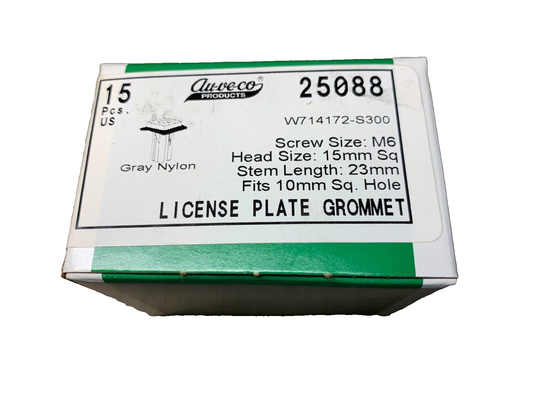 15
Pcs.
US
Au-ve-co®
PRODUCTS
25088
W714172-S300
Gray Nylon
Screw Size: M6
Head Size: 15mm Sq
Stem Length: 23mm
Fits 10mm Sq. Hole
LICENSE PLATE GROMMET